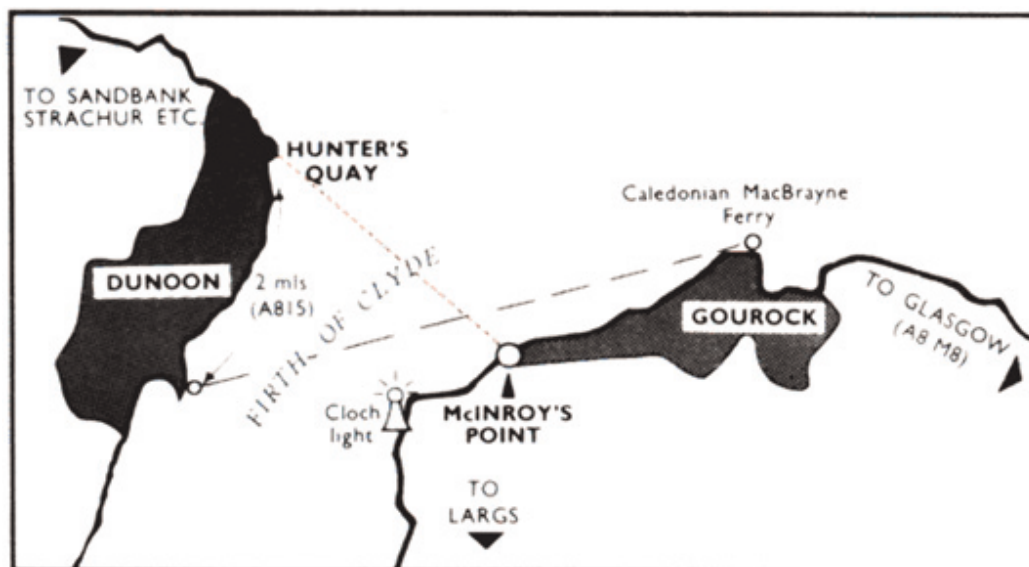 TO SANDBANK
STRACHUR ETC.
HUNTER'S
QUAY
Caledonian MacBrayne
Ferry
DUNOON
2 mls
(A815)
FIRTH OF CLYDE
GOUROCK
TO GLASGOW
(A8 M8)
Cloch
light
McINROY'S
POINT
TO
LARGS